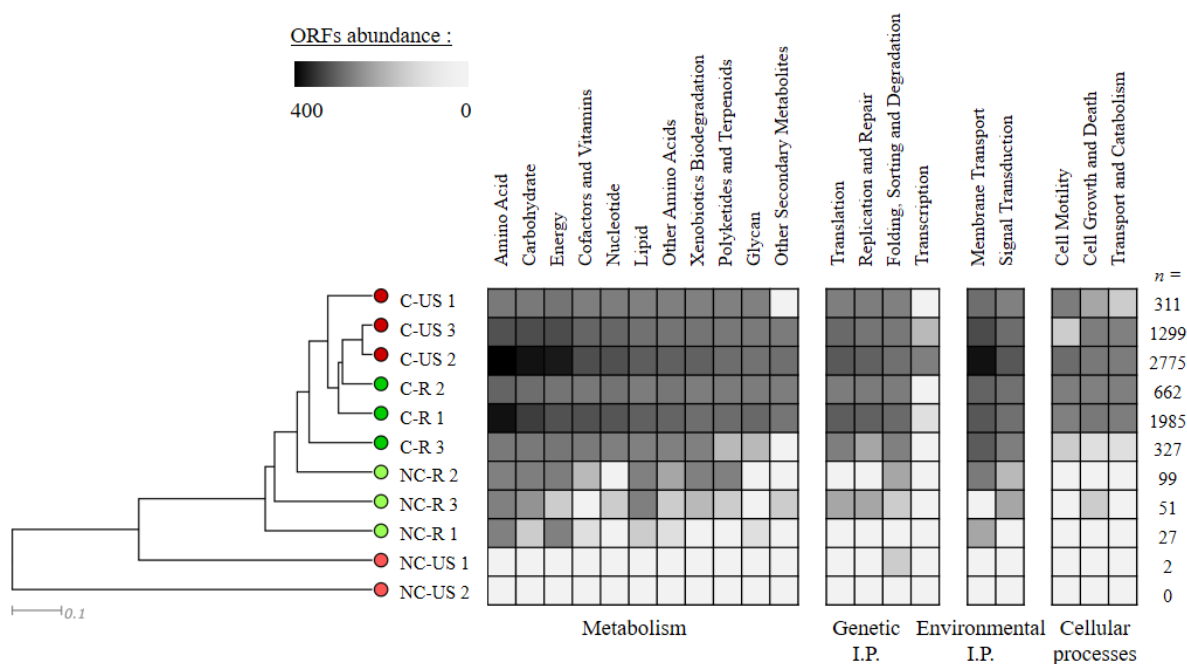 ORFs abundance :
400 0
Amino Acid
Carbohydrate
Energy
Cofactors and Vitamins
Nucleotide
Lipid
Other Amino Acids
Xenobiotics Biodegradation
Polyketides and Terpenoids
Glycan
Other Secondary Metabolites
Translation
Replication and Repair
Folding, Sorting and Degradation
Transcription
Membrane Transport
Signal Transduction
Cell Motility
Cell Growth and Death
Transport and Catabolism
n =
C-US 1 311
C-US 3 1299
C-US 2 2775
C-R 2 662
C-R 1 1985
C-R 3 327
NC-R 2 99
NC-R 3 51
NC-R 1 27
NC-US 1 2
NC-US 2 0
0.1
Metabolism
Genetic
I.P.
Environmental
I.P.
Cellular
processes